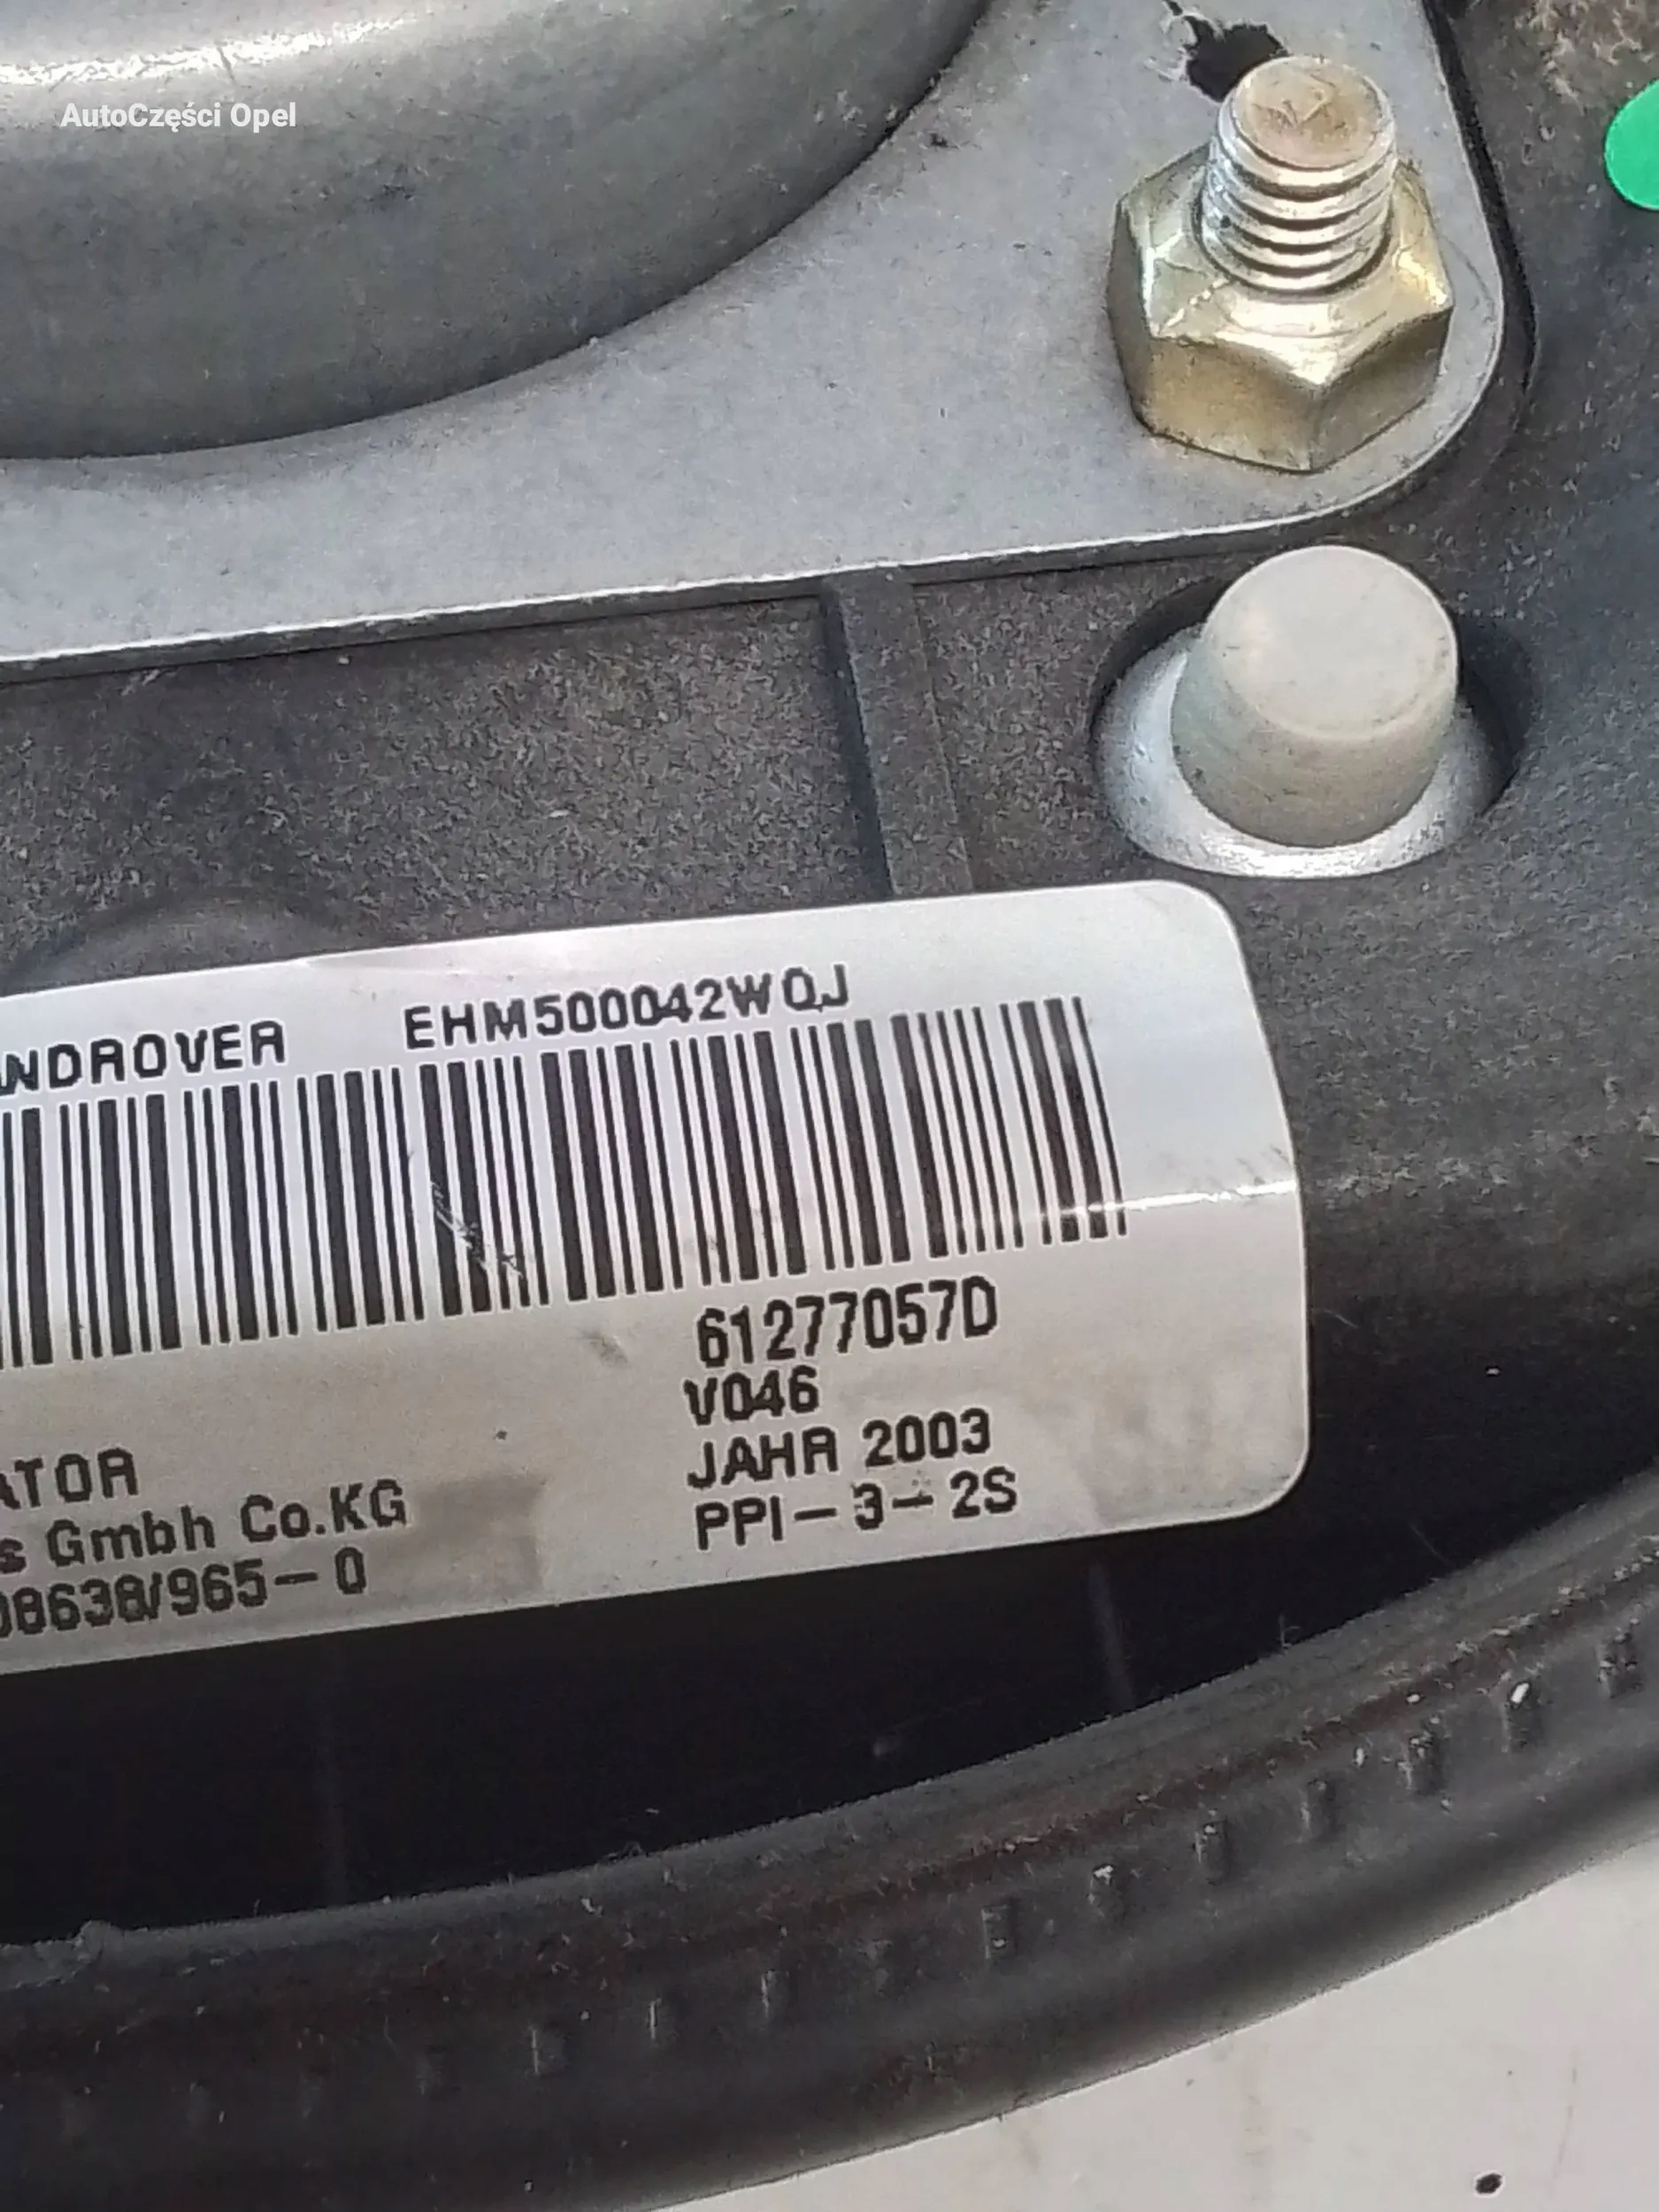 AutoCzęści Opel
NDROVER EHM500042WQJ
61277057D
V046
JAHR 2003
PPI-3-2S
ATOR
s Gmbh Co.KG
08638/965-0